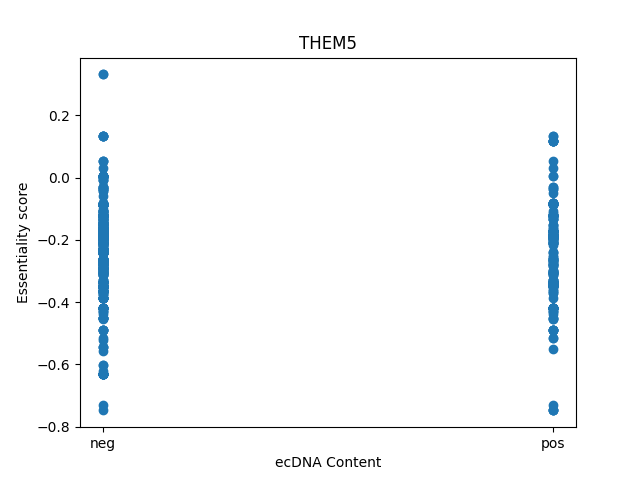 THEM5
Essentiality score
0.2
0.0
−0.2
−0.4
−0.6
−0.8
neg
pos
ecDNA Content